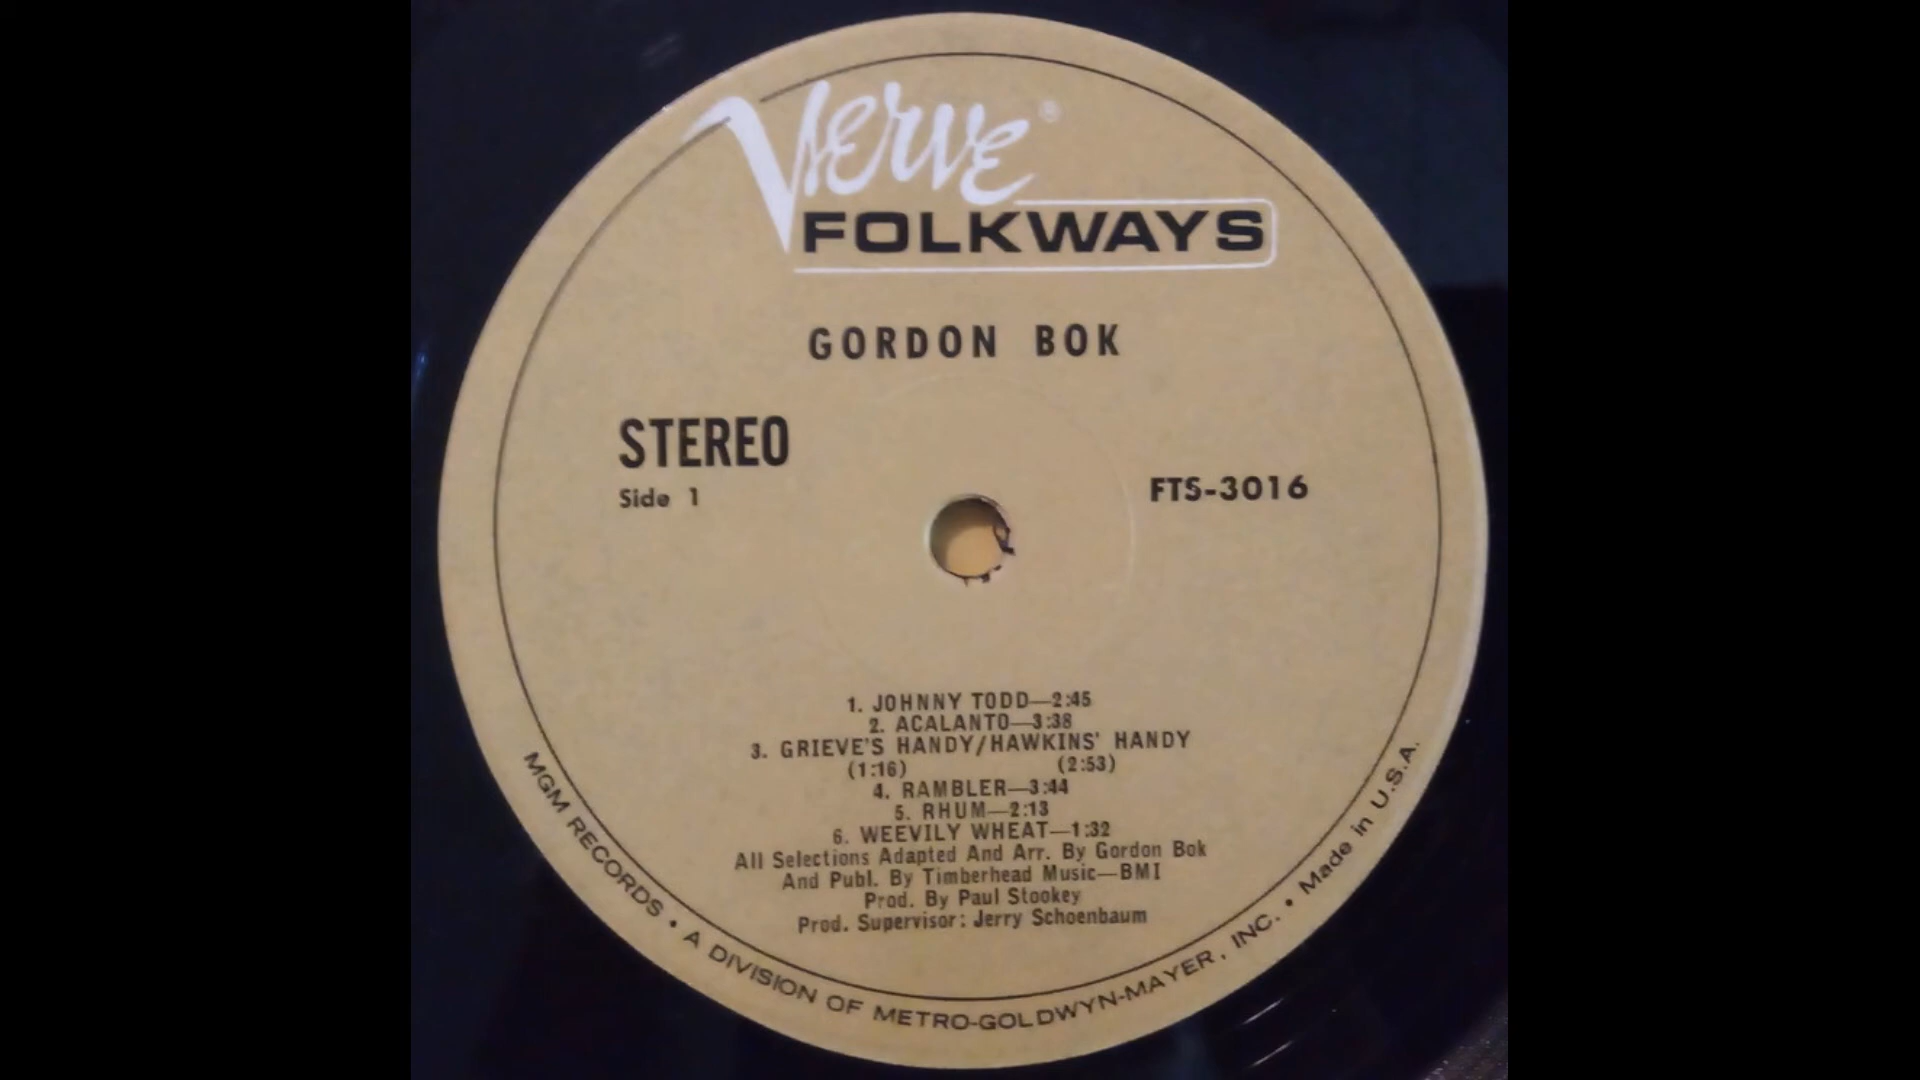 Verve ®
FOLKWAYS
GORDON BOK
STEREO
Side 1
FTS-3016
1. JOHNNY TODD—2:45
2. ACALANTO—3:38
3. GRIEVE'S HANDY/HAWKINS' HANDY
(1:16) (2:53)
4. RAMBLER—3:44
5. RHUM—2:13
6. WEEVILY WHEAT—1:32
All Selections Adapted And Arr. By Gordon Bok
And Publ. By Timberhead Music—BMI
Prod. By Paul Stookey
Prod. Supervisor: Jerry Schoenbaum
MGM RECORDS • A DIVISION OF METRO-GOLDWYN-MAYER, INC. • Made in U.S.A.